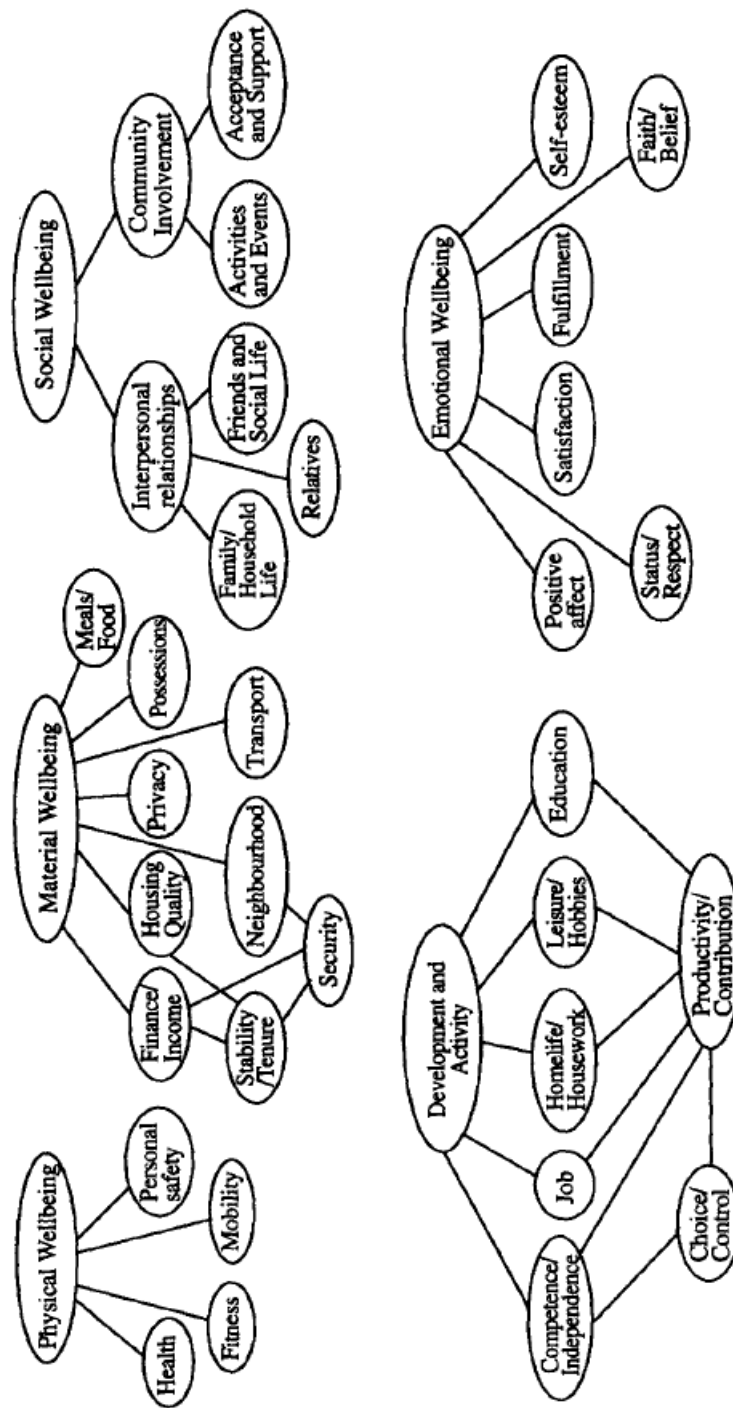 Physical Wellbeing
Health
Fitness
Mobility
Personal
safety
Material Wellbeing
Finance/
Income
Housing
Quality
Privacy
Possessions
Meals/
Food
Stability
/Tenure
Neighbourhood
Transport
Security
Social Wellbeing
Interpersonal
relationships
Community
Involvement
Family/
Household
Life
Relatives
Friends and
Social Life
Activities
and Events
Acceptance
and Support
Development and
Activity
Competence/
Independence
Job
Homelife/
Housework
Leisure/
Hobbies
Education
Choice/
Control
Productivity/
Contribution
Emotional Wellbeing
Positive
affect
Status/
Respect
Satisfaction
Fulfillment
Faith/
Belief
Self-esteem